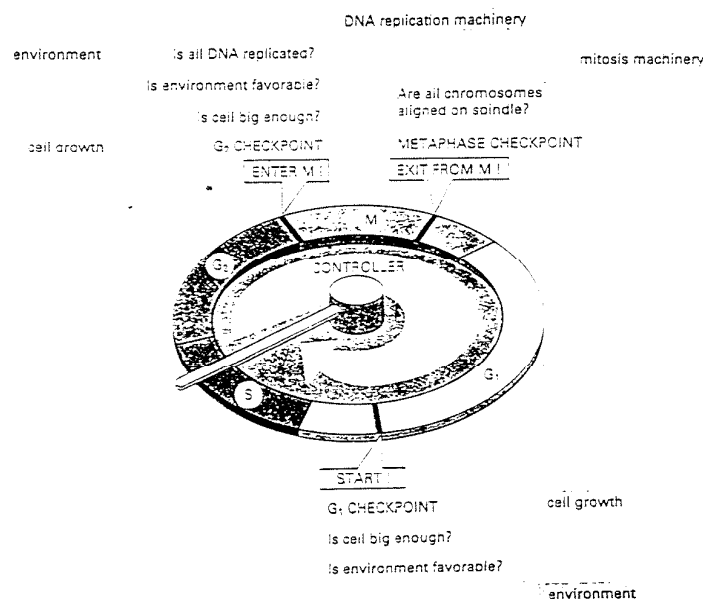 DNA replication machinery
environment
Is all DNA replicated?
mitosis machinery
Is environment favorable?
Are all chromosomes
aligned on spindle?
Is cell big enough?
cell growth
G₂ CHECKPOINT
METAPHASE CHECKPOINT
ENTER M !
EXIT FROM M !
M
G₂
CONTROLLER
G₁
S
START !
G₁ CHECKPOINT
cell growth
Is cell big enough?
Is environment favorable?
environment